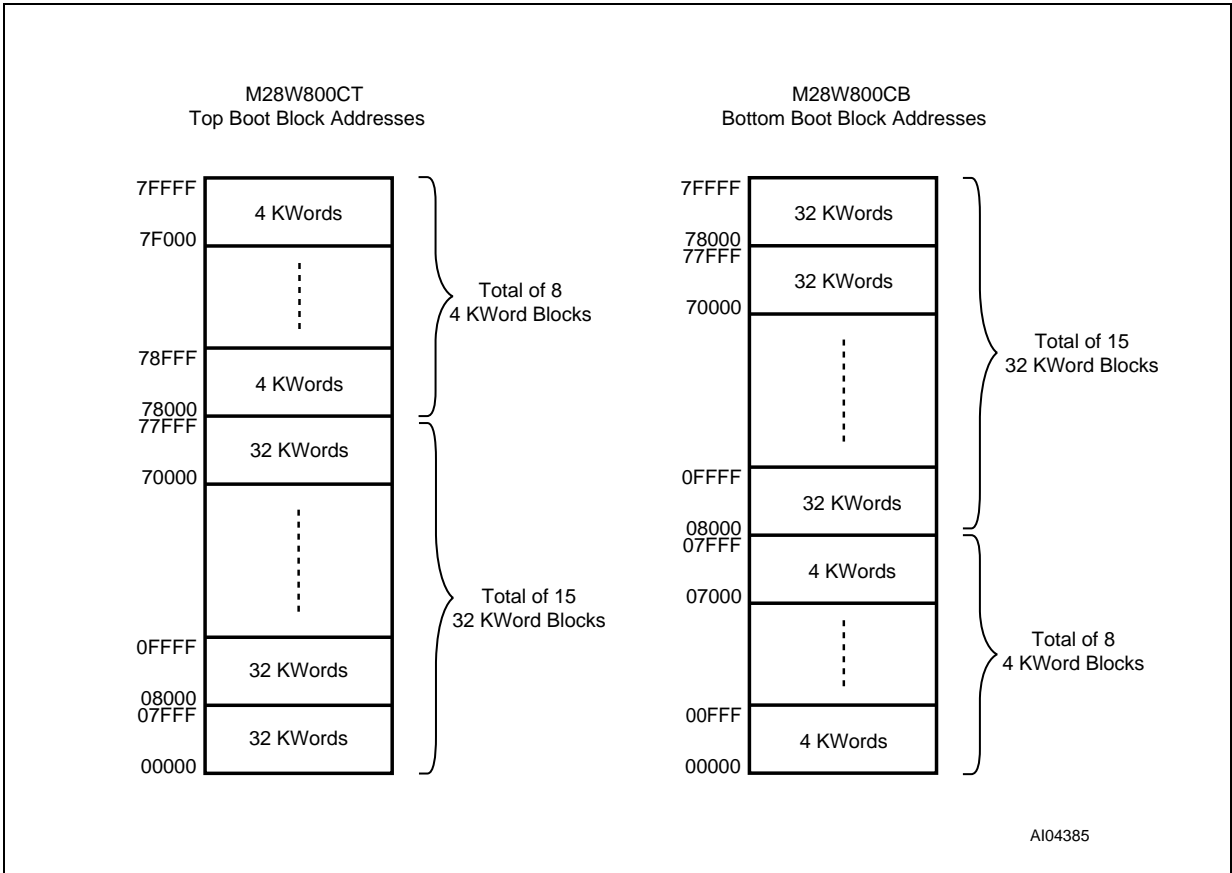 M28W800CT
Top Boot Block Addresses
7FFFF
4 KWords
7F000
Total of 8
4 KWord Blocks
78FFF
4 KWords
78000
77FFF
32 KWords
70000
Total of 15
32 KWord Blocks
0FFFF
32 KWords
08000
07FFF
32 KWords
00000
M28W800CB
Bottom Boot Block Addresses
7FFFF
32 KWords
78000
77FFF
32 KWords
70000
Total of 15
32 KWord Blocks
0FFFF
32 KWords
08000
07FFF
4 KWords
07000
Total of 8
4 KWord Blocks
00FFF
4 KWords
00000
AI04385